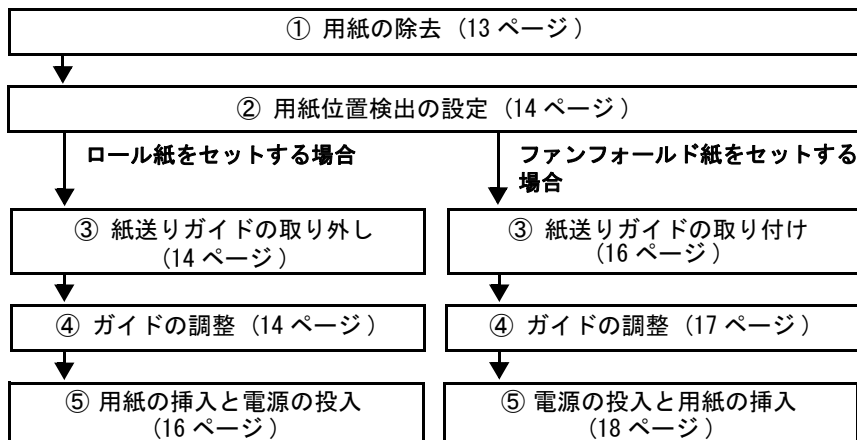 ① 用紙の除去 (13 ページ)
② 用紙位置検出の設定 (14 ページ)
ロール紙をセットする場合
③ 紙送りガイドの取り外し
(14 ページ)
④ ガイドの調整 (14 ページ)
⑤ 用紙の挿入と電源の投入
(16 ページ)
ファンフォールド紙をセットする
場合
③ 紙送りガイドの取り付け
(16 ページ)
④ ガイドの調整 (17 ページ)
⑤ 電源の投入と用紙の挿入
(18 ページ)